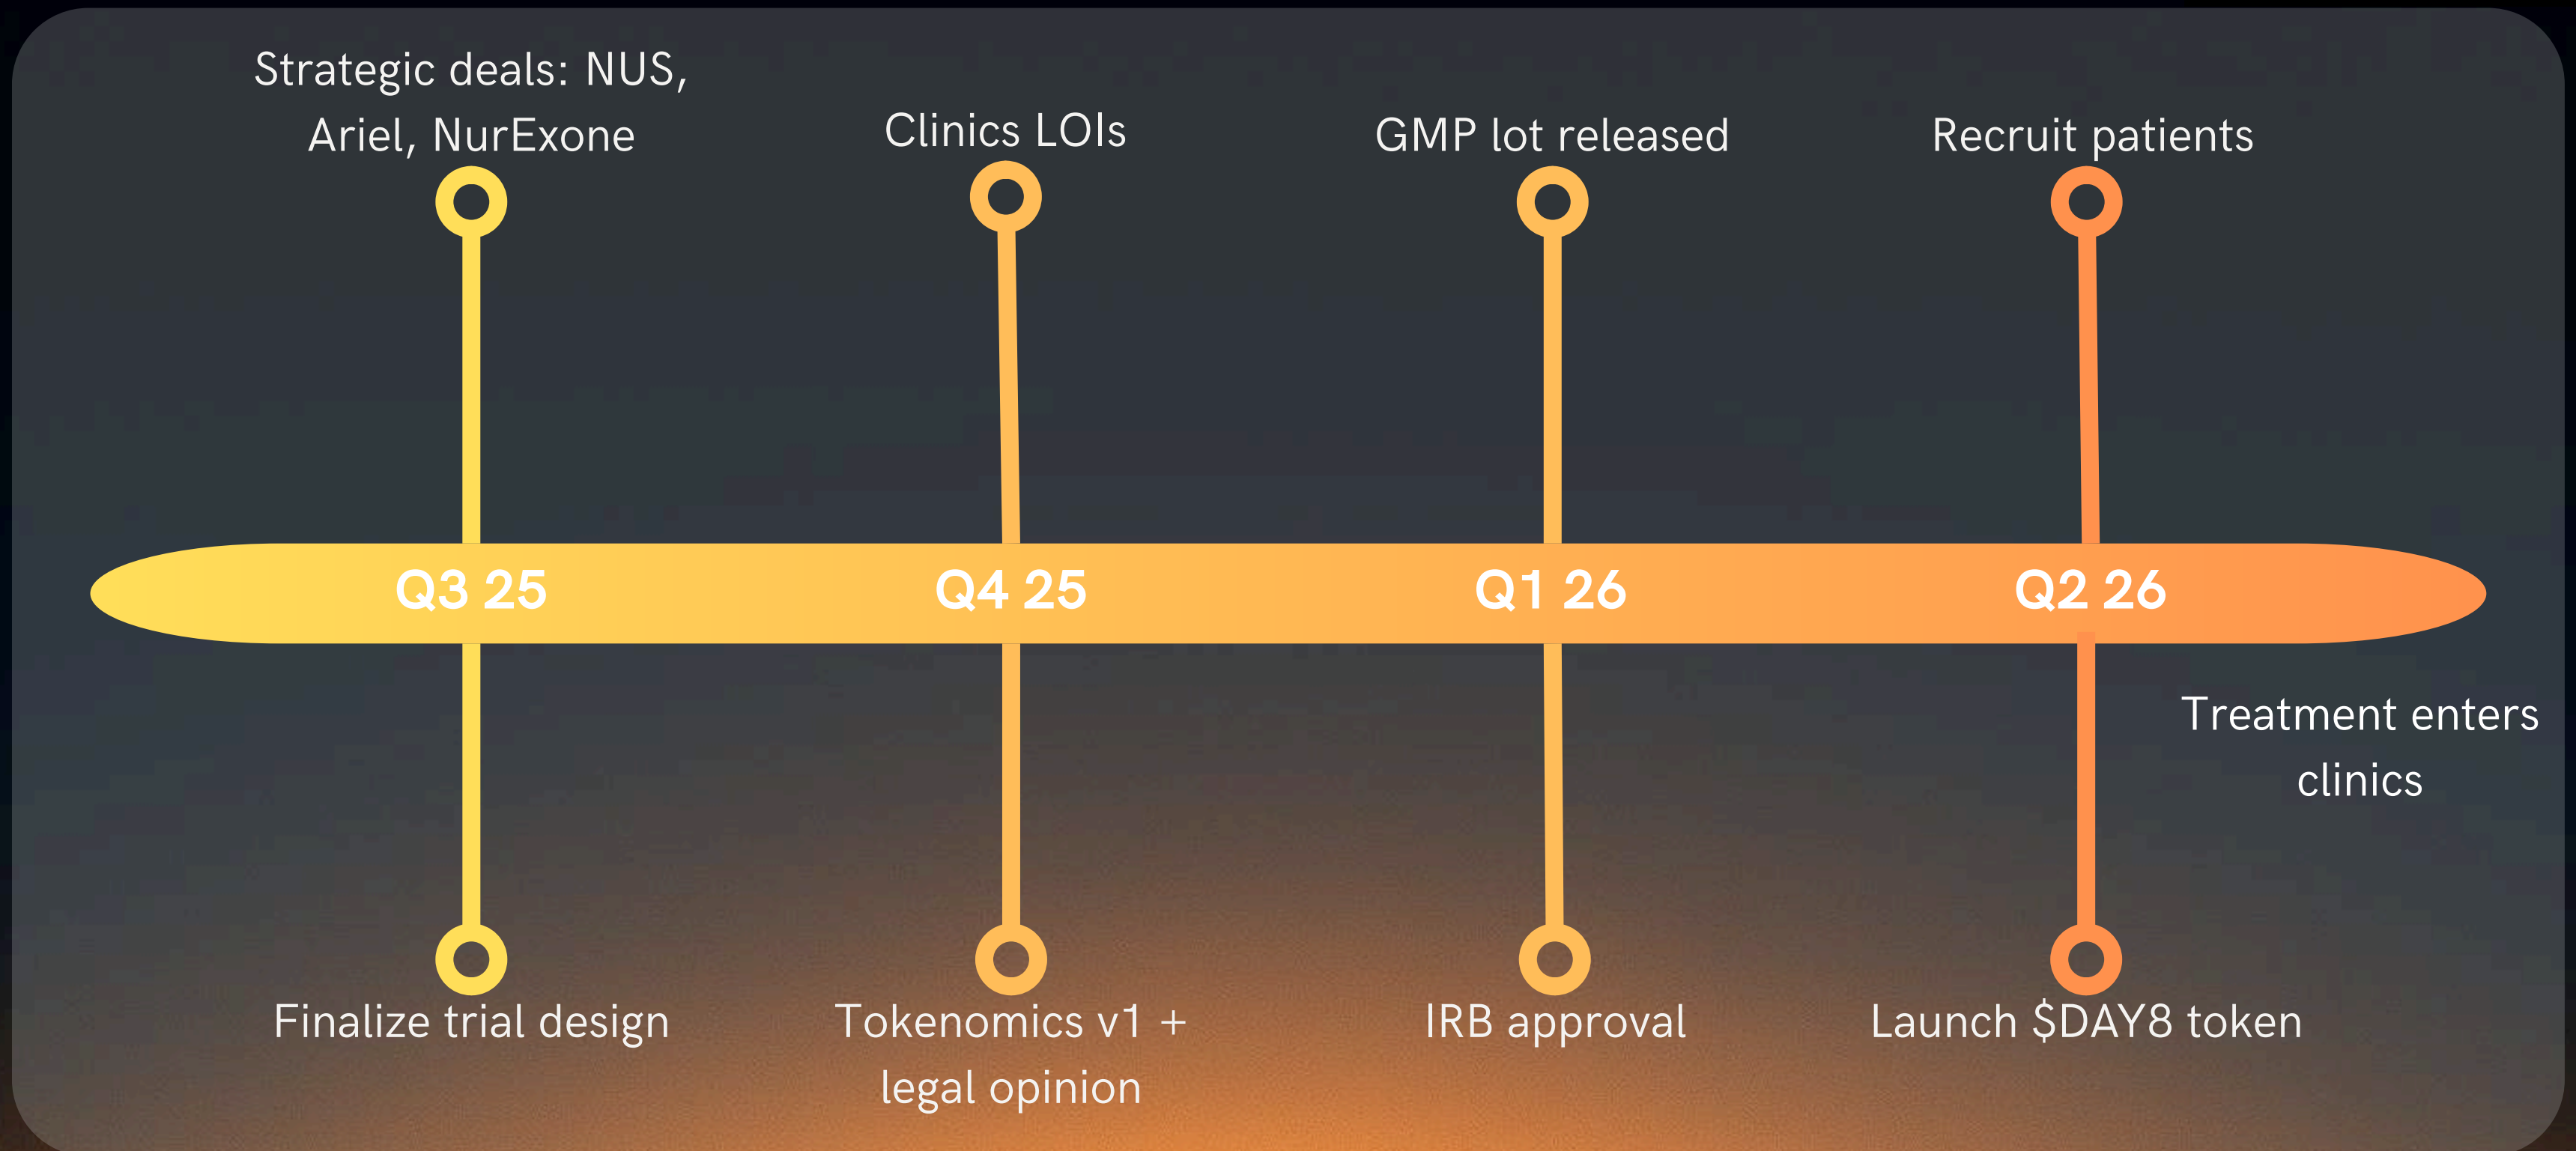 Strategic deals: NUS,
Ariel, NurExone
Clinics LOIs
GMP lot released
Recruit patients
Q3 25
Q4 25
Q1 26
Q2 26
Treatment enters
clinics
Finalize trial design
Tokenomics v1 +
legal opinion
IRB approval
Launch $DAY8 token